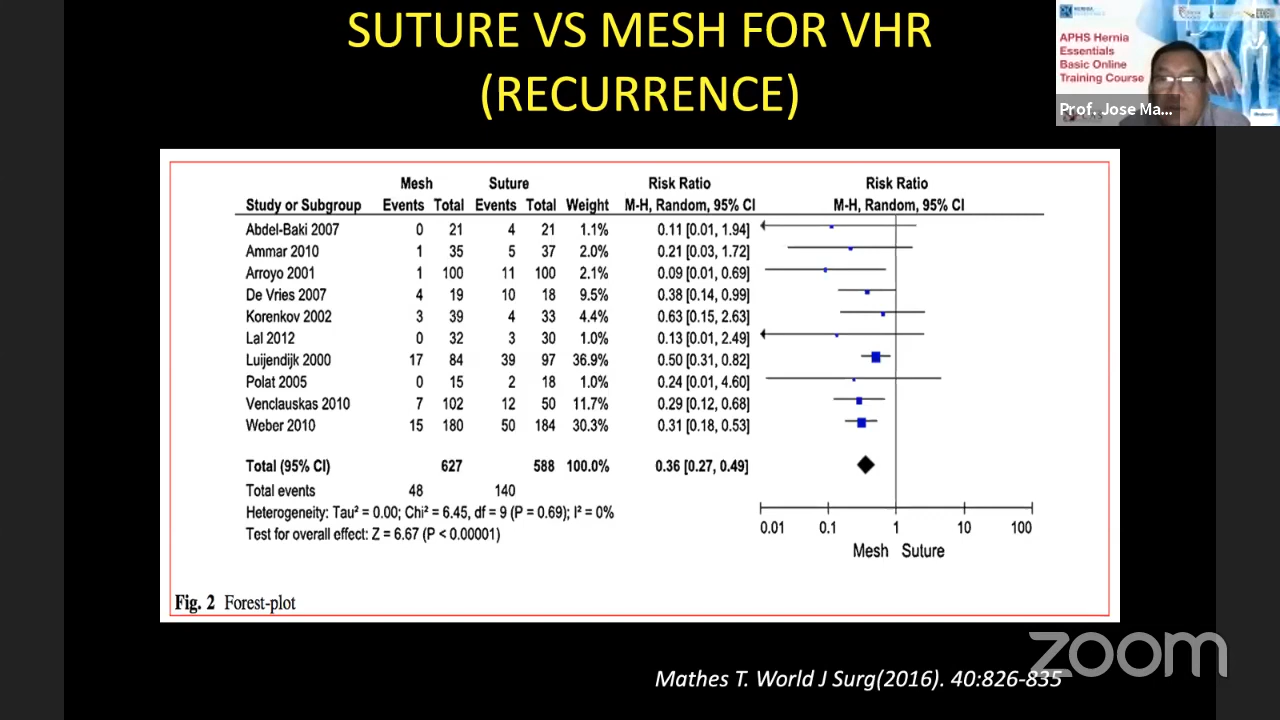 SUTURE VS MESH FOR VHR
(RECURRENCE)
APHS Hernia
Essentials
Basic Online
Training Course
Prof. Jose Ma...
Mesh Suture Risk Ratio Risk Ratio
Study or Subgroup Events Total Events Total Weight M-H, Random, 95% CI M-H, Random, 95% CI
Abdel-Baki 2007 0 21 4 21 1.1% 0.11 [0.01, 1.94]
Ammar 2010 1 35 5 37 2.0% 0.21 [0.03, 1.72]
Arroyo 2001 1 100 11 100 2.1% 0.09 [0.01, 0.69]
De Vries 2007 4 19 10 18 9.5% 0.38 [0.14, 0.99]
Korenkov 2002 3 39 4 33 4.4% 0.63 [0.15, 2.63]
Lal 2012 0 32 3 30 1.0% 0.13 [0.01, 2.49]
Luijendijk 2000 17 84 39 97 36.9% 0.50 [0.31, 0.82]
Polat 2005 0 15 2 18 1.0% 0.24 [0.01, 4.60]
Venclauskas 2010 7 102 12 50 11.7% 0.29 [0.12, 0.68]
Weber 2010 15 180 50 184 30.3% 0.31 [0.18, 0.53]
Total (95% CI) 627 588 100.0% 0.36 [0.27, 0.49]
Total events 48 140
Heterogeneity: Tau² = 0.00; Chi² = 6.45, df = 9 (P = 0.69); I² = 0%
Test for overall effect: Z = 6.67 (P < 0.00001)
0.01 0.1 1 10 100
Mesh Suture
Fig. 2 Forest-plot
zoom
Mathes T. World J Surg(2016). 40:826-835